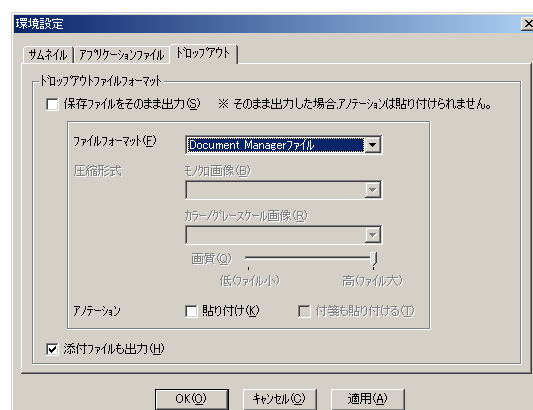 環境設定
サムネイル アプリケーションファイル ドロップアウト
ドロップアウトファイルフォーマット
保存ファイルをそのまま出力(S) ※ そのまま出力した場合,アノテーションは貼り付けられません。
ファイルフォーマット(F) Document Managerファイル
圧縮形式 モノクロ画像(B)
カラー/グレースケール画像(R)
画質(Q)
低(ファイル小) 高(ファイル大)
アノテーション 貼り付け(K) 付箋も貼り付ける(T)
添付ファイルも出力(H)
OK(O) キャンセル(C) 適用(A)